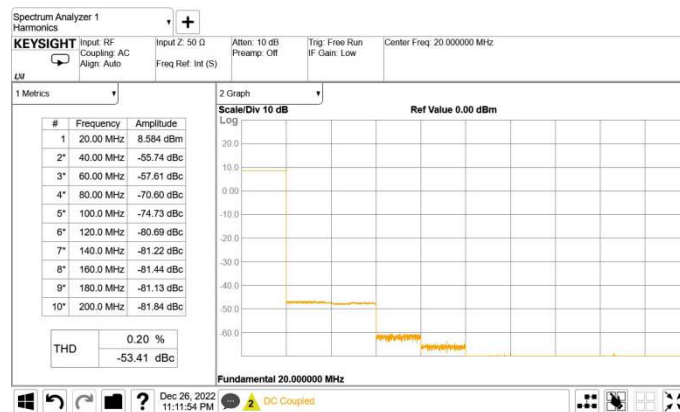 Spectrum Analyzer 1
Harmonics
KEYSIGHT Input: RF Input Z: 50 Ω Atten: 10 dB Trig: Free Run Center Freq: 20.000000 MHz
Coupling: AC Preamp: Off IF Gain: Low
Align: Auto Freq Ref: Int (S)
LXI
1 Metrics
2 Graph
Scale/Div 10 dB Ref Value 0.00 dBm
Log
# Frequency Amplitude
1 20.00 MHz 8.584 dBm
2* 40.00 MHz -55.74 dBc
3* 60.00 MHz -57.61 dBc
4* 80.00 MHz -70.60 dBc
5* 100.0 MHz -74.73 dBc
6* 120.0 MHz -80.69 dBc
7* 140.0 MHz -81.22 dBc
8* 160.0 MHz -81.44 dBc
9* 180.0 MHz -81.13 dBc
10* 200.0 MHz -81.84 dBc
THD 0.20 %
-53.41 dBc
20.0
10.0
0.00
-10.0
-20.0
-30.0
-40.0
-50.0
-60.0
Fundamental 20.000000 MHz
? Dec 26, 2022
11:11:54 PM
2 DC Coupled